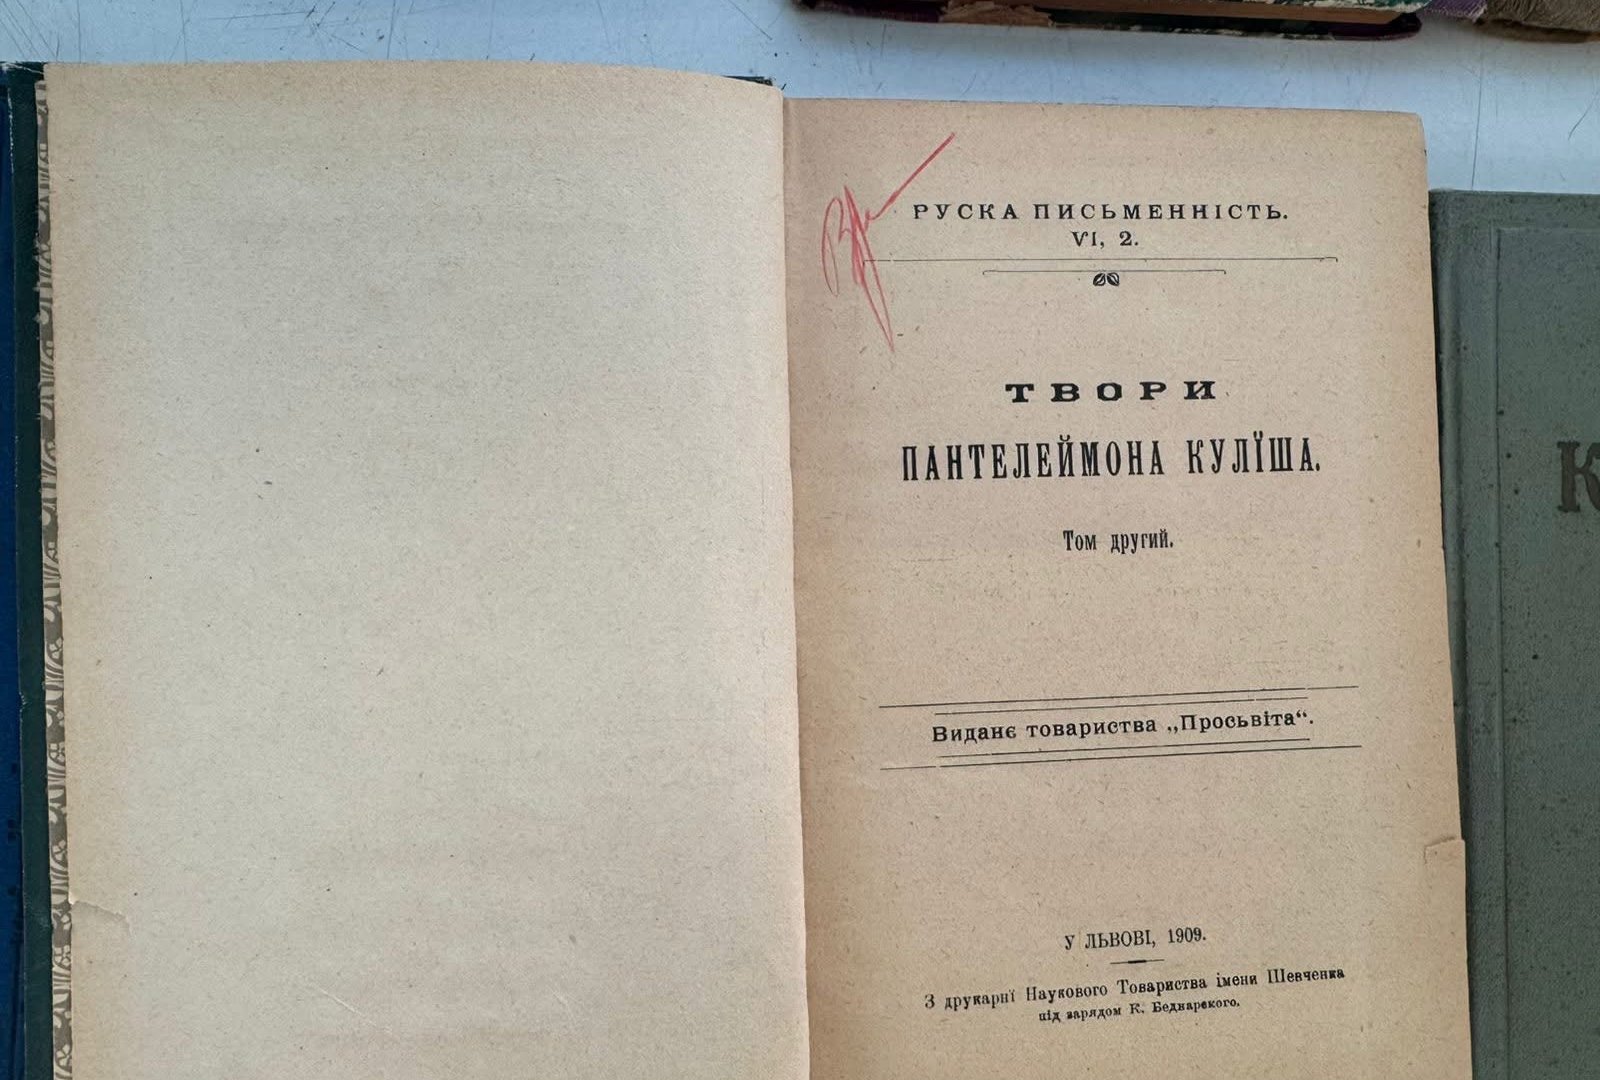 РУСКА ПИСЬМЕННІСТЬ.
VI, 2.
ТВОРИ
ПАНТЕЛЕЙМОНА КУЛЇША.
Том другий.
Виданє товариства „Просьвіта“.
У ЛЬВОВІ, 1909.
З друкарнї Наукового Товариства імени Шевченка
під зарядом К. Беднарского.
К